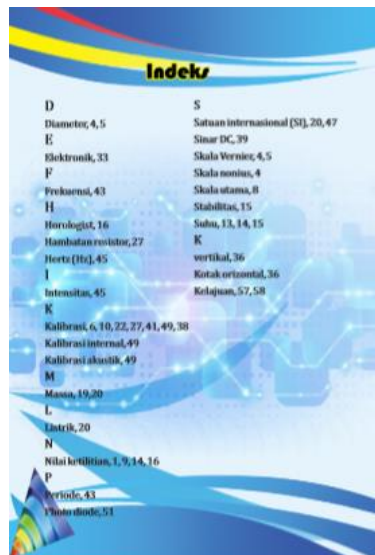 Indeks
D
Diameter, 4, 5
E
Elektronik, 33
F
Frekuensi, 43
H
Horologist, 16
Hambatan resistor, 27
Hertz (Hz), 45
I
Intensitas, 45
K
Kalibrasi, 6, 10, 22, 27, 41, 49, 38
Kalibrasi internal, 49
Kalibrasi akustik, 49
M
Massa, 19,20
L
Listrik, 20
N
Nilai ketilitian, 1, 9, 14, 16
P
Periode, 43
Photo diode, 51
S
Satuan internasional (SI), 20, 47
Sinar DC, 39
Skala Vernier, 4, 5
Skala nonius, 4
Skala utama, 8
Stabilitas, 15
Suhu, 13, 14, 15
K
vertikal, 36
Kotak orizontal, 36
Kelajuan, 57, 58